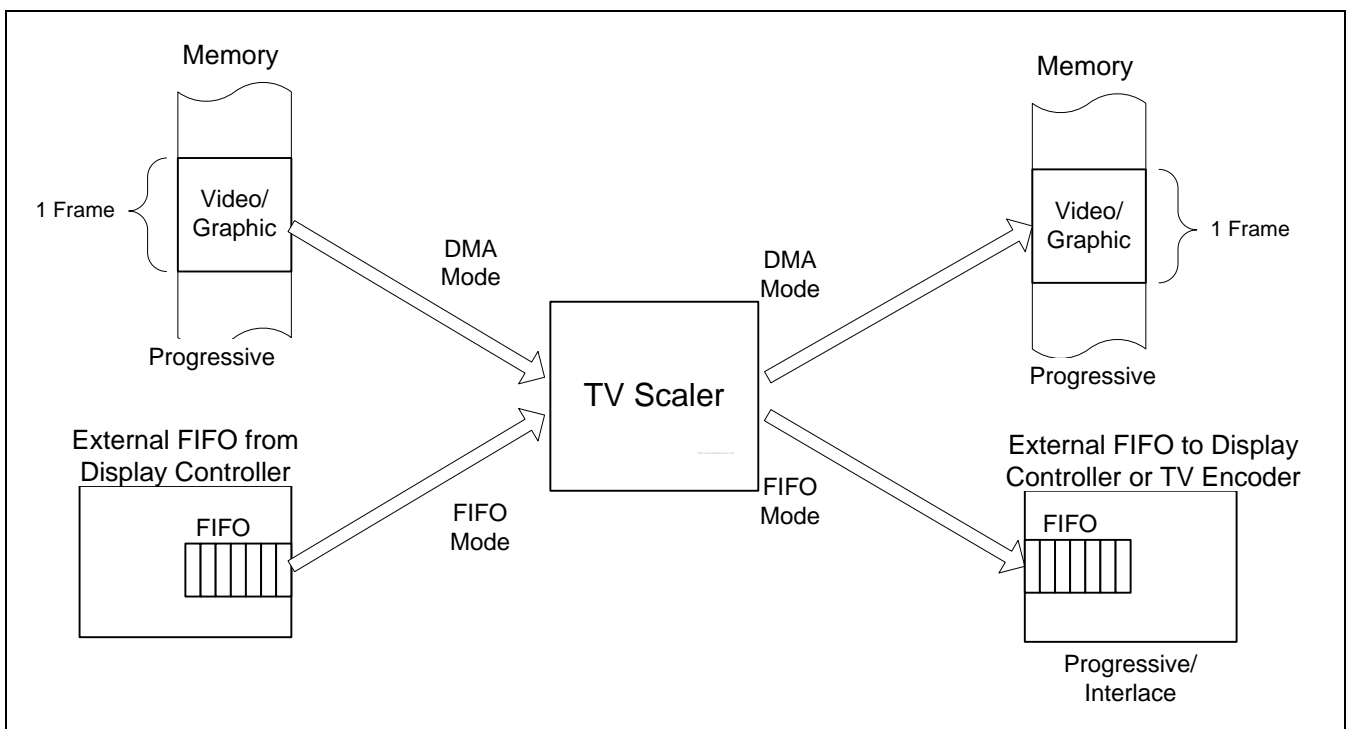 Memory
1 Frame
Video/
Graphic
Progressive
DMA
Mode
External FIFO from
Display Controller
FIFO
FIFO
Mode
TV Scaler
DMA
Mode
FIFO
Mode
Memory
Video/
Graphic
1 Frame
Progressive
External FIFO to Display
Controller or TV Encoder
FIFO
Progressive/
Interlace